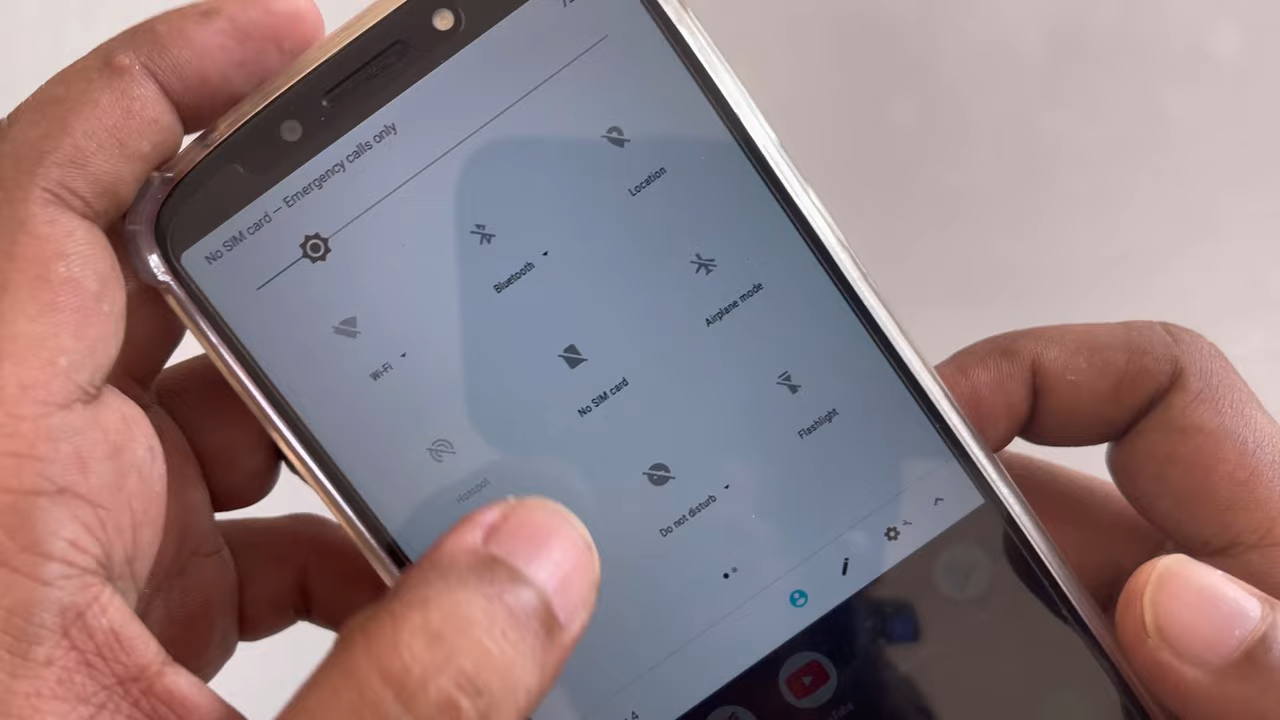 No SIM card – Emergency calls only
Wi-Fi
Bluetooth
Location
Hotspot
No SIM card
Airplane mode
Do not disturb
Flashlight